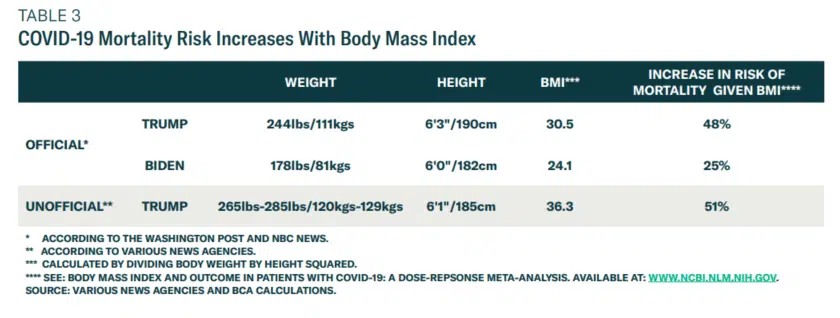 TABLE 3
COVID-19 Mortality Risk Increases With Body Mass Index
WEIGHT HEIGHT BMI*** INCREASE IN RISK OF MORTALITY GIVEN BMI****
OFFICIAL*
TRUMP 244lbs/111kgs 6'3"/190cm 30.5 48%
BIDEN 178lbs/81kgs 6'0"/182cm 24.1 25%
UNOFFICIAL** TRUMP 265lbs-285lbs/120kgs-129kgs 6'1"/185cm 36.3 51%
* ACCORDING TO THE WASHINGTON POST AND NBC NEWS.
** ACCORDING TO VARIOUS NEWS AGENCIES.
*** CALCULATED BY DIVIDING BODY WEIGHT BY HEIGHT SQUARED.
**** SEE: BODY MASS INDEX AND OUTCOME IN PATIENTS WITH COVID-19: A DOSE-REPSONSE META-ANALYSIS. AVAILABLE AT: WWW.NCBI.NLM.NIH.GOV.
SOURCE: VARIOUS NEWS AGENCIES AND BCA CALCULATIONS.